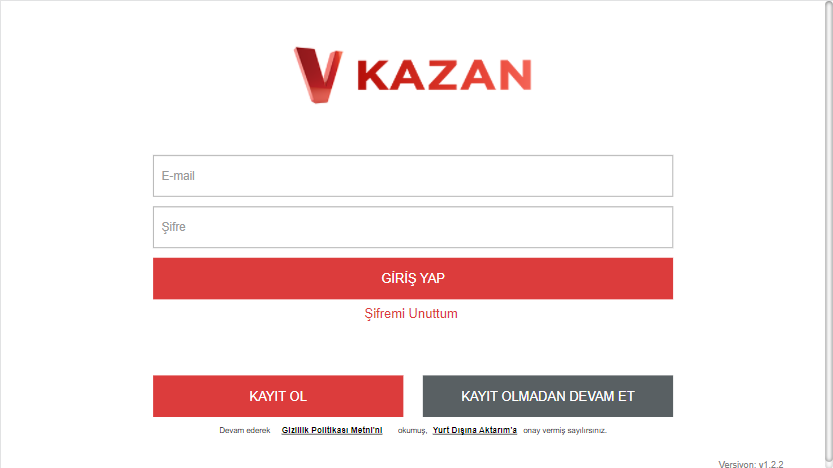 V KAZAN
E-mail
Şifre
GİRİŞ YAP
Şifremi Unuttum
KAYIT OL
KAYIT OLMADAN DEVAM ET
Devam ederek Gizlilik Politikası Metni'ni okumuş, Yurt Dışına Aktarım'a onay vermiş sayılırsınız.
Versiyon: v1.2.2